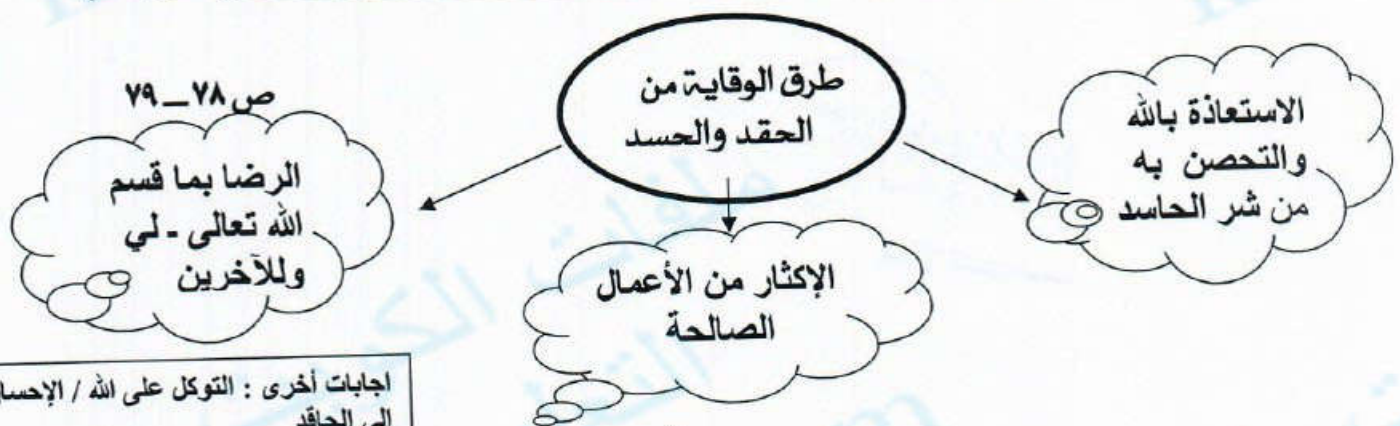 طرق الوقاية من
الحقد والحسد
الاستعاذة بالله
والتحصن به
من شر الحاسد
الإكثار من الأعمال
الصالحة
ص ٧٨ – ٧٩
الرضا بما قسم
الله تعالى - لي
وللآخرين
اجابات أخرى : التوكل على الله /
الى الحاقد